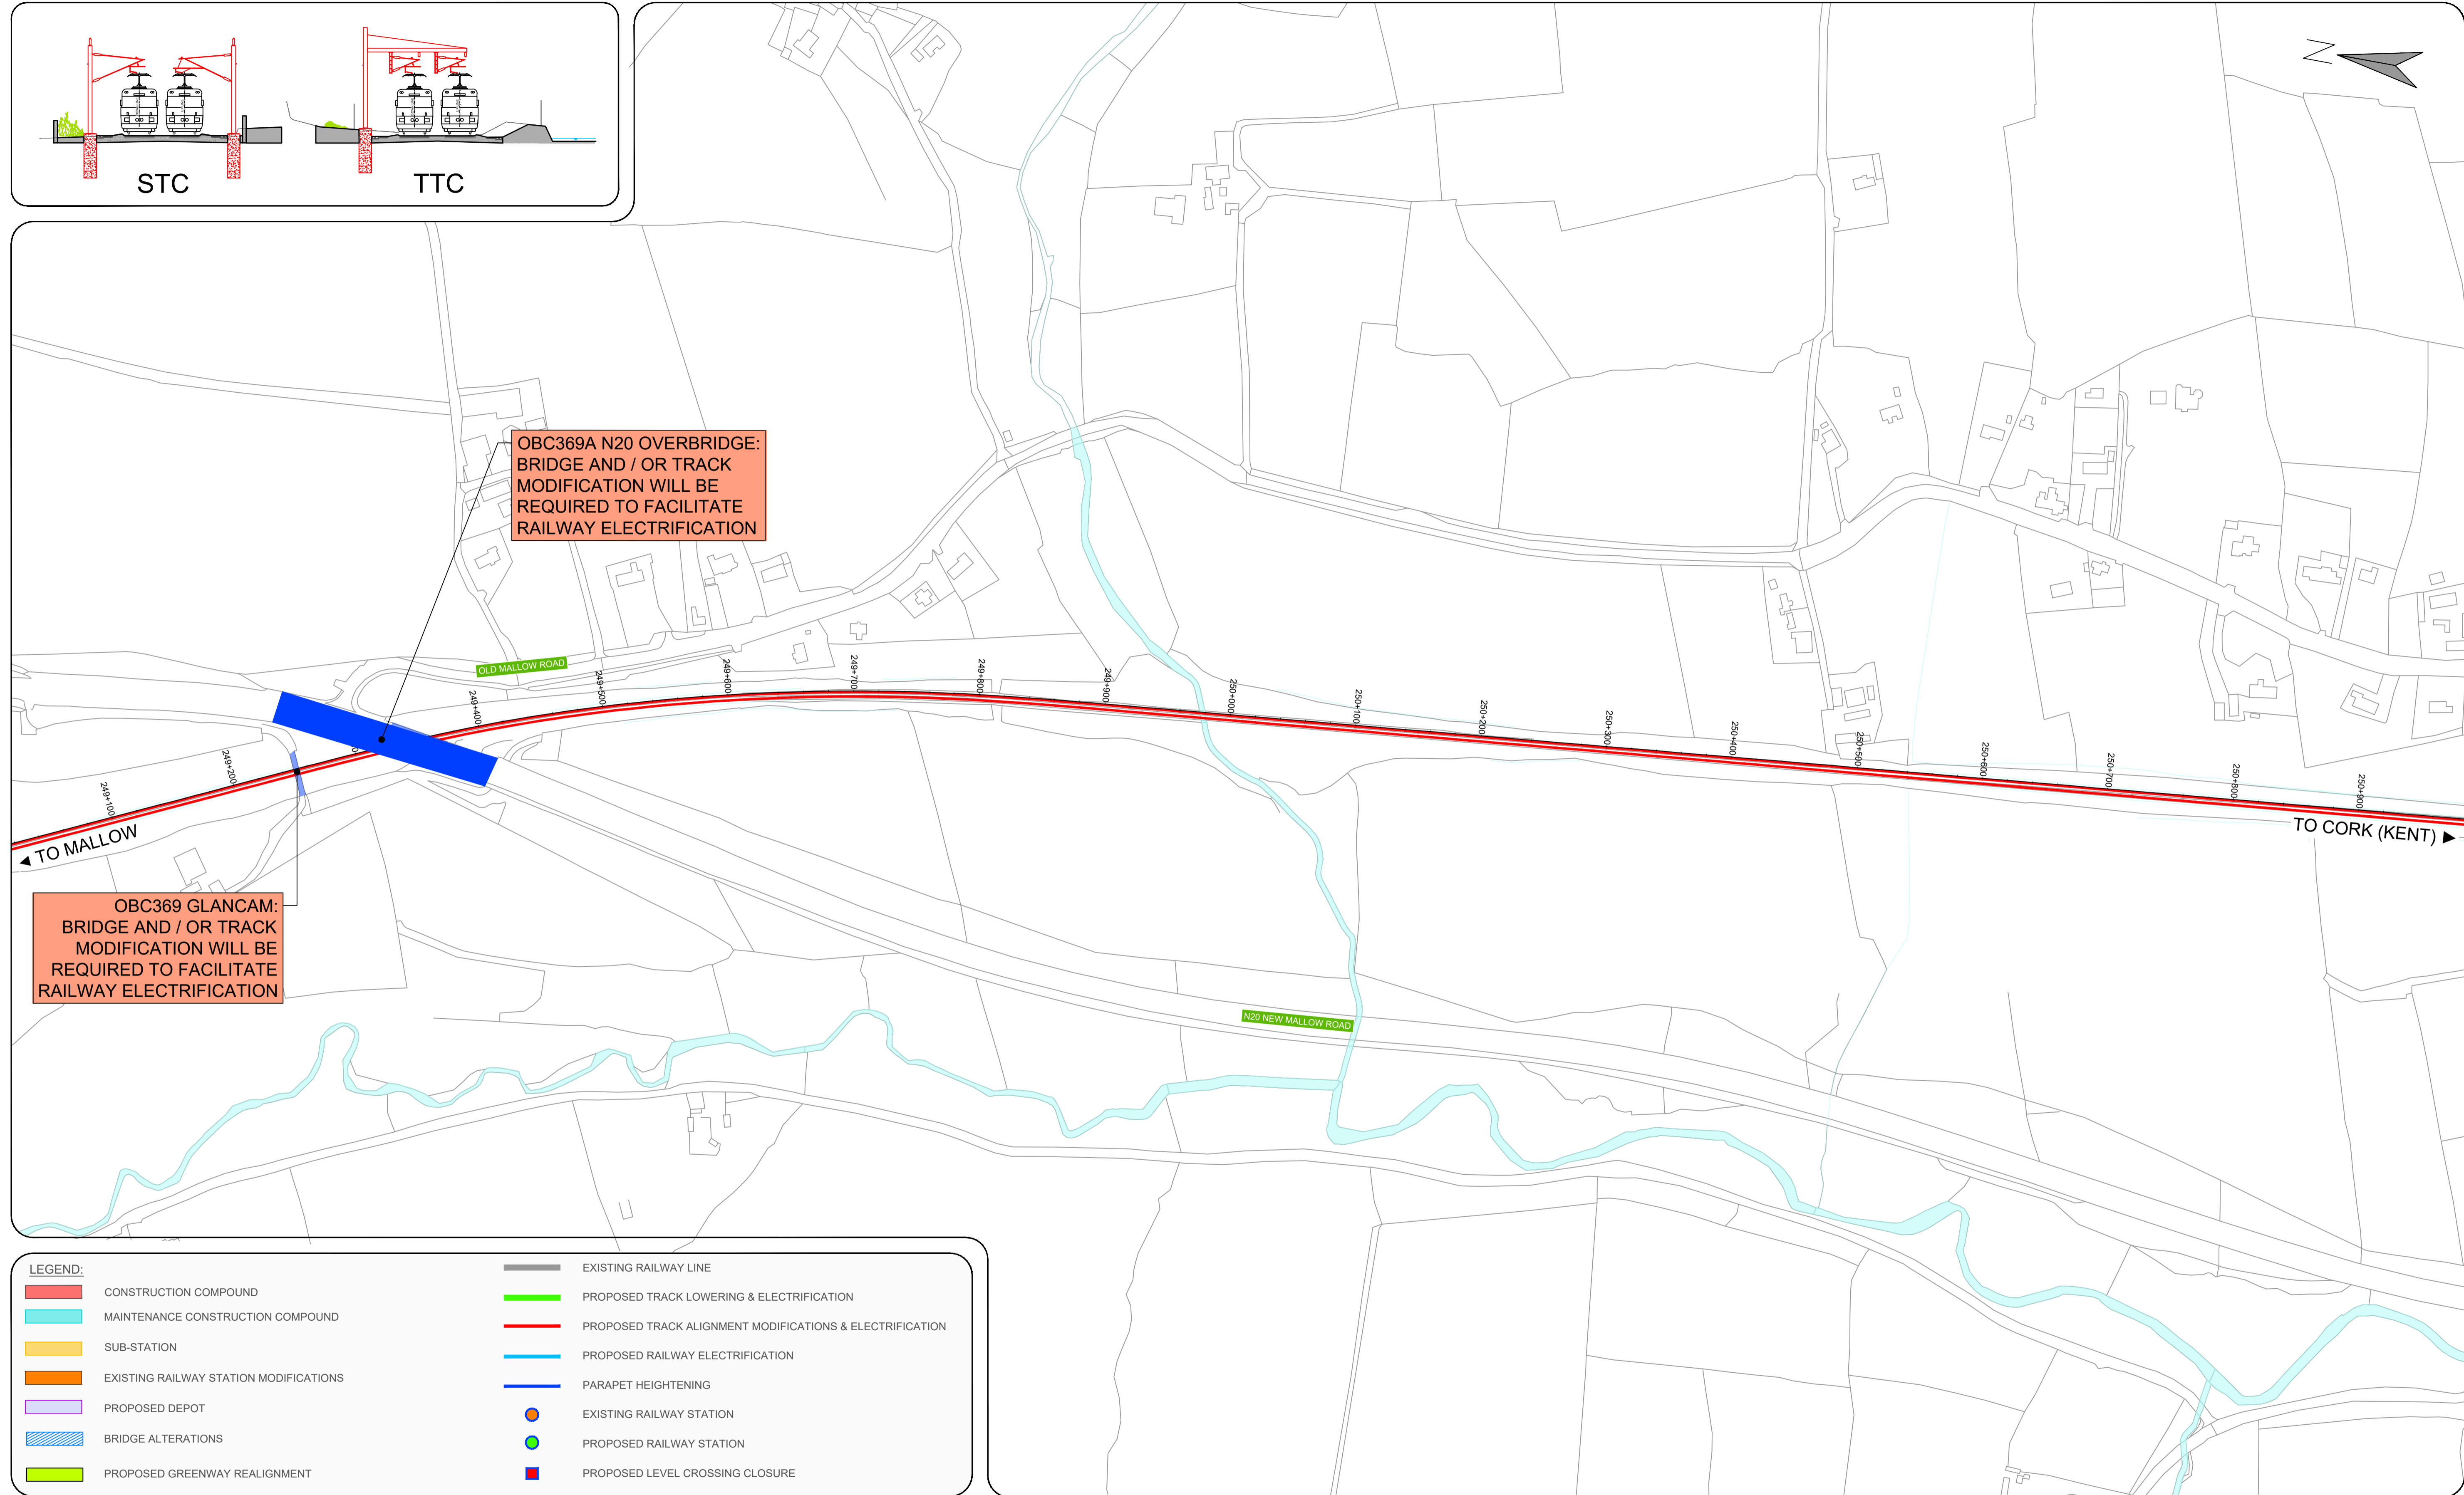 STC
TTC
N
OBC369A N20 OVERBRIDGE:
BRIDGE AND / OR TRACK
MODIFICATION WILL BE
REQUIRED TO FACILITATE
RAILWAY ELECTRIFICATION
OLD MALLOW ROAD
249+100
249+200
249+400
249+500
249+600
249+700
249+800
249+900
250+000
250+100
250+200
250+300
250+400
250+500
250+600
250+700
250+800
250+900
◄ TO MALLOW
TO CORK (KENT) ►
OBC369 GLANCAM:
BRIDGE AND / OR TRACK
MODIFICATION WILL BE
REQUIRED TO FACILITATE
RAILWAY ELECTRIFICATION
N20 NEW MALLOW ROAD
LEGEND:
CONSTRUCTION COMPOUND
MAINTENANCE CONSTRUCTION COMPOUND
SUB-STATION
EXISTING RAILWAY STATION MODIFICATIONS
PROPOSED DEPOT
BRIDGE ALTERATIONS
PROPOSED GREENWAY REALIGNMENT
EXISTING RAILWAY LINE
PROPOSED TRACK LOWERING & ELECTRIFICATION
PROPOSED TRACK ALIGNMENT MODIFICATIONS & ELECTRIFICATION
PROPOSED RAILWAY ELECTRIFICATION
PARAPET HEIGHTENING
EXISTING RAILWAY STATION
PROPOSED RAILWAY STATION
PROPOSED LEVEL CROSSING CLOSURE